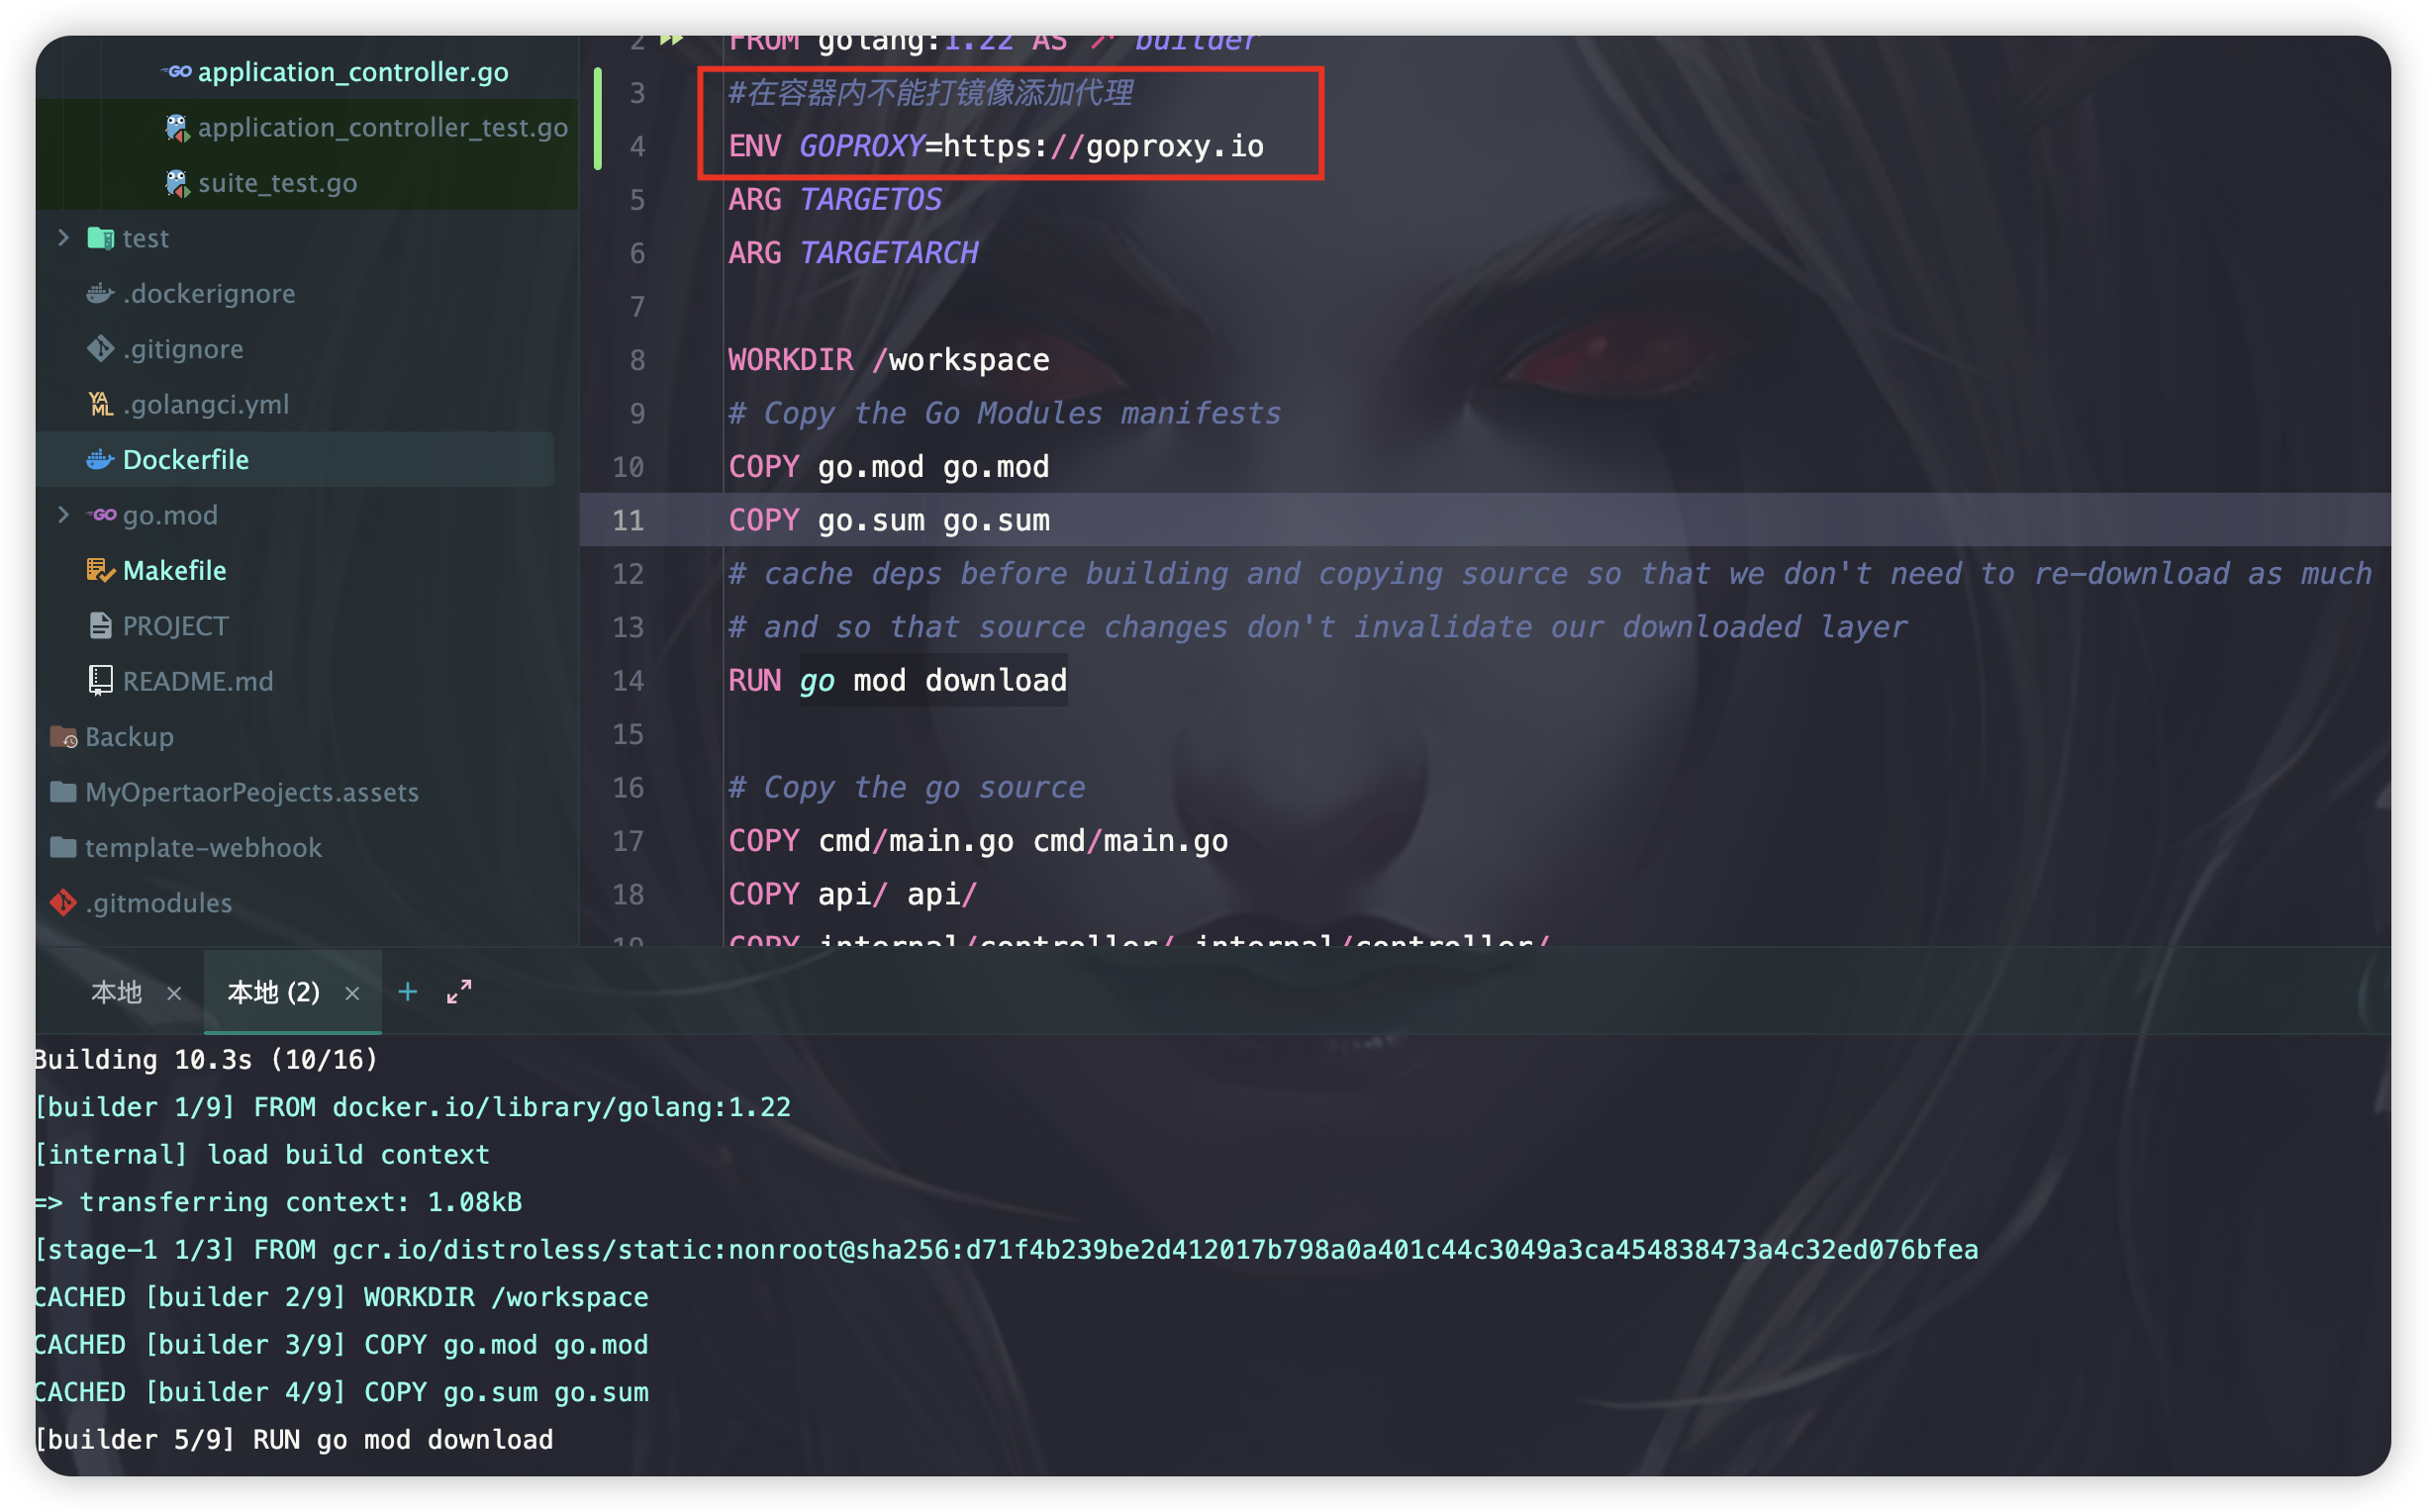 application_controller.go
application_controller_test.go
suite_test.go
test
.dockerignore
.gitignore
.golangci.yml
Dockerfile
go.mod
Makefile
PROJECT
README.md
Backup
MyOpertaorPeojects.assets
template-webhook
.gitmodules
2 FROM golang:1.22 AS builder
3 #在容器内不能打镜像添加代理
4 ENV GOPROXY=https://goproxy.io
5 ARG TARGETOS
6 ARG TARGETARCH
7
8 WORKDIR /workspace
9 # Copy the Go Modules manifests
10 COPY go.mod go.mod
11 COPY go.sum go.sum
12 # cache deps before building and copying source so that we don't need to re-download as much
13 # and so that source changes don't invalidate our downloaded layer
14 RUN go mod download
15
16 # Copy the go source
17 COPY cmd/main.go cmd/main.go
18 COPY api/ api/
19 COPY internal/controller/ internal/controller/
本地 × 本地 (2) × +
Building 10.3s (10/16)
[builder 1/9] FROM docker.io/library/golang:1.22
[internal] load build context
=> transferring context: 1.08kB
[stage-1 1/3] FROM gcr.io/distroless/static:nonroot@sha256:d71f4b239be2d412017b798a0a401c44c3049a3ca454838473a4c32ed076bfea
CACHED [builder 2/9] WORKDIR /workspace
CACHED [builder 3/9] COPY go.mod go.mod
CACHED [builder 4/9] COPY go.sum go.sum
[builder 5/9] RUN go mod download